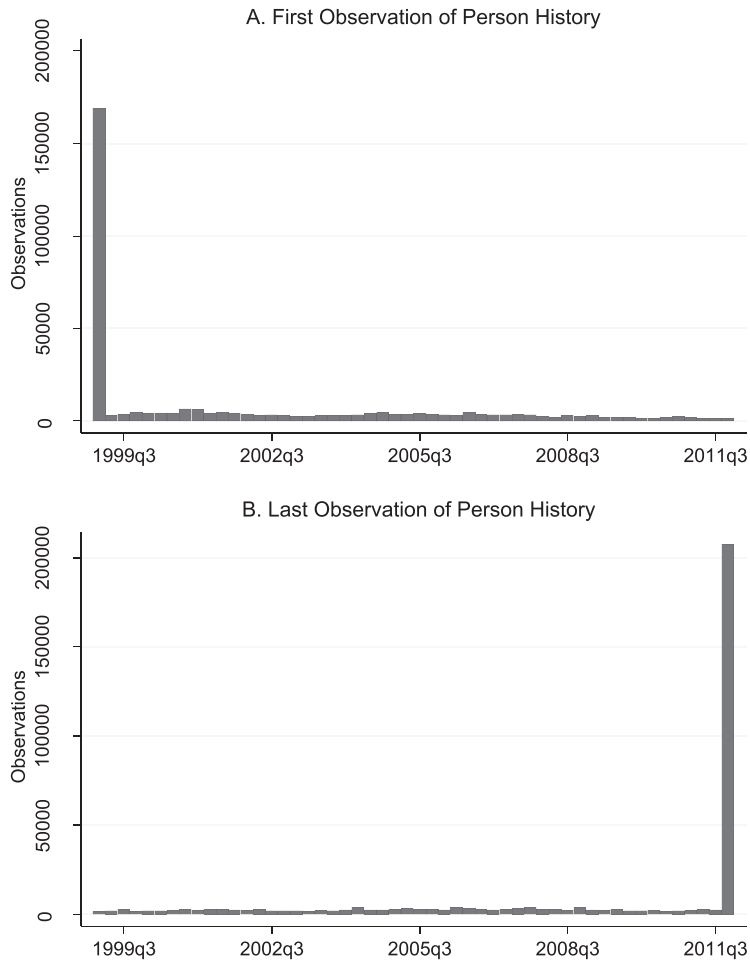 A. First Observation of Person History
200000
150000
100000
50000
0
Observations
1999q3 2002q3 2005q3 2008q3 2011q3
B. Last Observation of Person History
200000
150000
100000
50000
0
Observations
1999q3 2002q3 2005q3 2008q3 2011q3